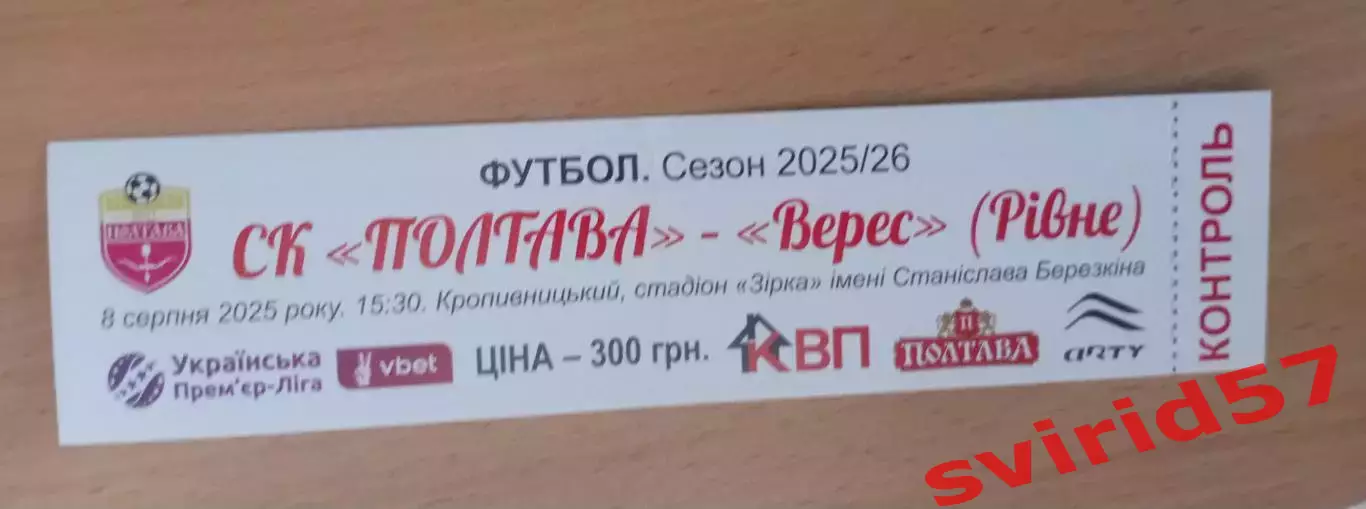 ФУТБОЛ. Сезон 2025/26
ПОЛТАВА
СК «ПОЛТАВА» - «Верес» (Рівне)
8 серпня 2025 року. 15:30. Кропивницький, стадіон «Зірка» імені Станіслава Березкіна
Українська
Прем'єр-Ліга
vbet
ЦІНА – 300 грн.
КВП
П
ПОЛТАВА
ARTY
КОНТРОЛЬ
svirid57